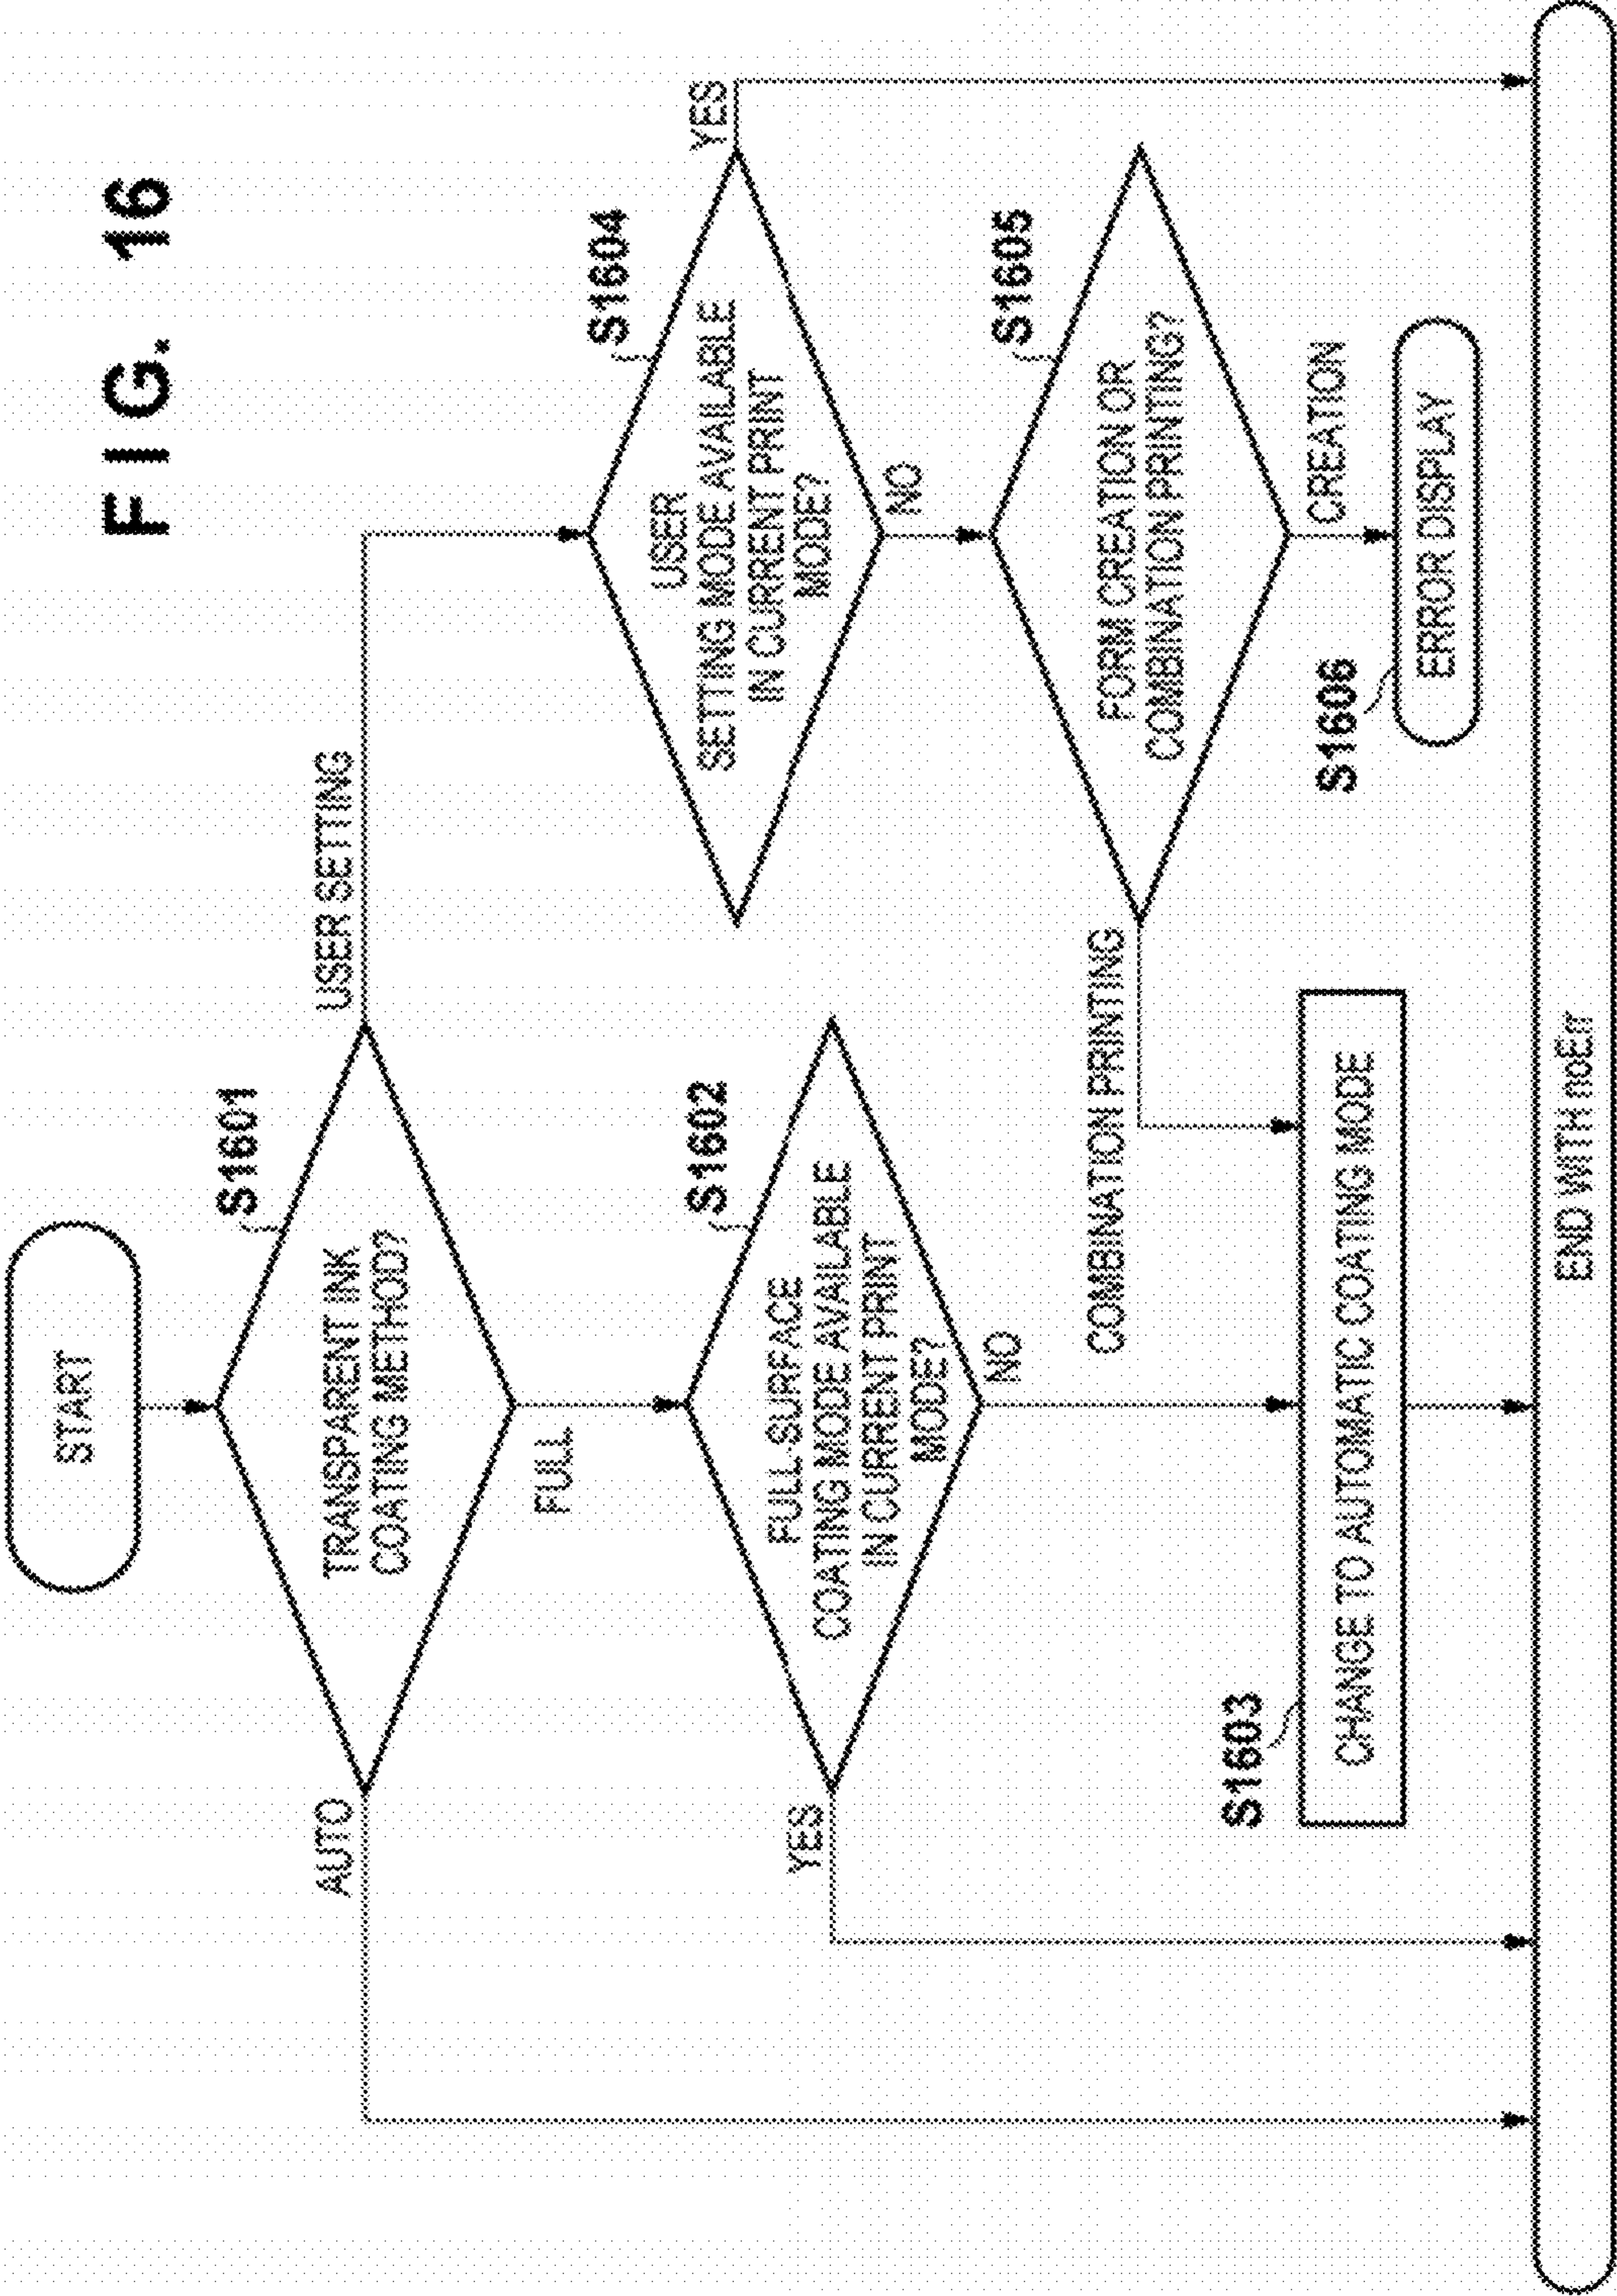 FIG. 16
START
S1601
TRANSPARENT INK
COATING METHOD?
AUTO
USER SETTING
FULL
S1602
FULL-SURFACE
COATING MODE AVAILABLE
IN CURRENT PRINT
MODE?
YES
NO
S1604
USER
SETTING MODE AVAILABLE
IN CURRENT PRINT
MODE?
YES
NO
S1605
FORM CREATION OR
COMBINATION PRINTING?
COMBINATION PRINTING
CREATION
S1603
CHANGE TO AUTOMATIC COATING MODE
S1606
ERROR DISPLAY
END WITH noErr